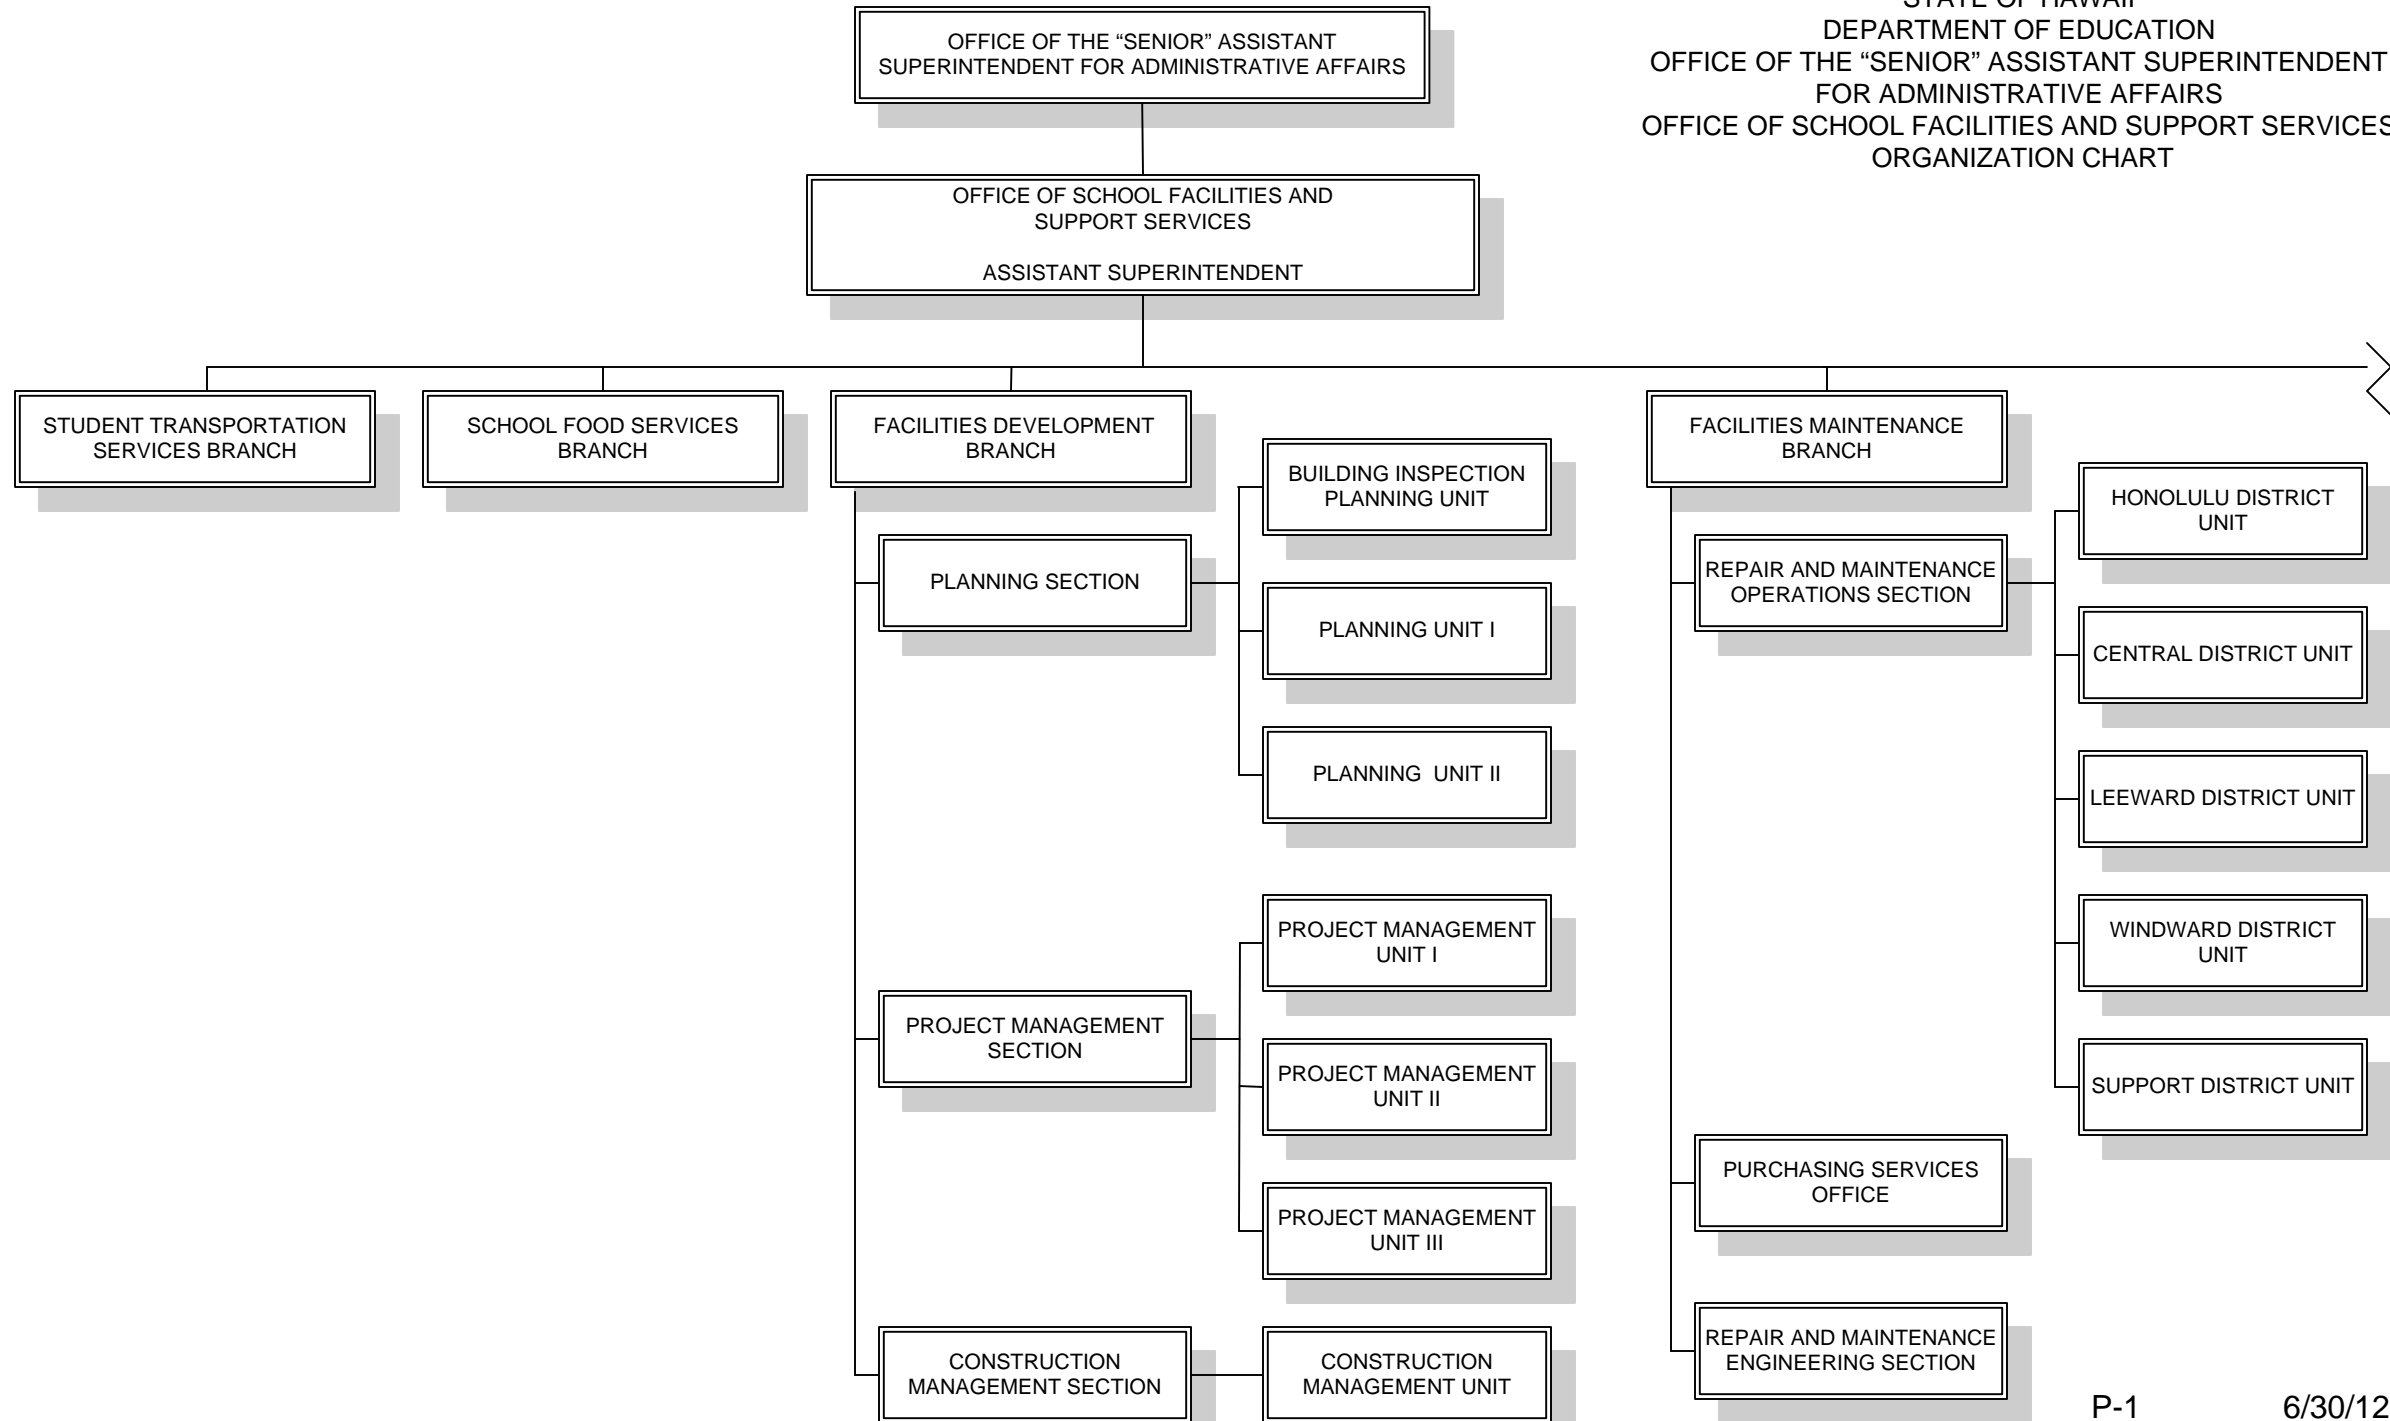 STATE OF HAWAII
DEPARTMENT OF EDUCATION
OFFICE OF THE “SENIOR” ASSISTANT SUPERINTENDENT
FOR ADMINISTRATIVE AFFAIRS
OFFICE OF SCHOOL FACILITIES AND SUPPORT SERVICES
ORGANIZATION CHART
OFFICE OF THE “SENIOR” ASSISTANT
SUPERINTENDENT FOR ADMINISTRATIVE AFFAIRS
OFFICE OF SCHOOL FACILITIES AND
SUPPORT SERVICES
ASSISTANT SUPERINTENDENT
STUDENT TRANSPORTATION
SERVICES BRANCH
SCHOOL FOOD SERVICES
BRANCH
FACILITIES DEVELOPMENT
BRANCH
PLANNING SECTION
BUILDING INSPECTION
PLANNING UNIT
PLANNING UNIT I
PLANNING UNIT II
PROJECT MANAGEMENT
SECTION
PROJECT MANAGEMENT
UNIT I
PROJECT MANAGEMENT
UNIT II
PROJECT MANAGEMENT
UNIT III
CONSTRUCTION
MANAGEMENT SECTION
CONSTRUCTION
MANAGEMENT UNIT
FACILITIES MAINTENANCE
BRANCH
REPAIR AND MAINTENANCE
OPERATIONS SECTION
HONOLULU DISTRICT
UNIT
CENTRAL DISTRICT UNIT
LEEWARD DISTRICT UNIT
WINDWARD DISTRICT
UNIT
SUPPORT DISTRICT UNIT
PURCHASING SERVICES
OFFICE
REPAIR AND MAINTENANCE
ENGINEERING SECTION
P-1
6/30/12